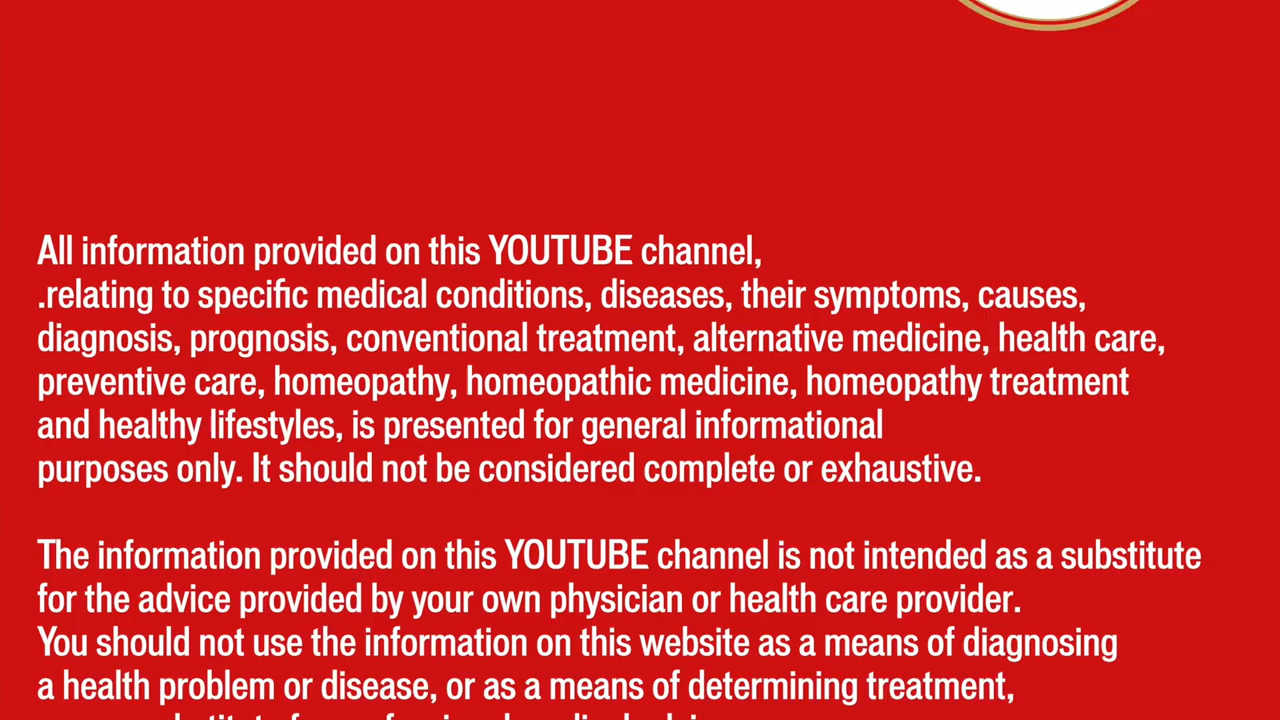 All information provided on this YOUTUBE channel,
.relating to specific medical conditions, diseases, their symptoms, causes,
diagnosis, prognosis, conventional treatment, alternative medicine, health care,
preventive care, homeopathy, homeopathic medicine, homeopathy treatment
and healthy lifestyles, is presented for general informational
purposes only. It should not be considered complete or exhaustive.
The information provided on this YOUTUBE channel is not intended as a substitute
for the advice provided by your own physician or health care provider.
You should not use the information on this website as a means of diagnosing
a health problem or disease, or as a means of determining treatment,